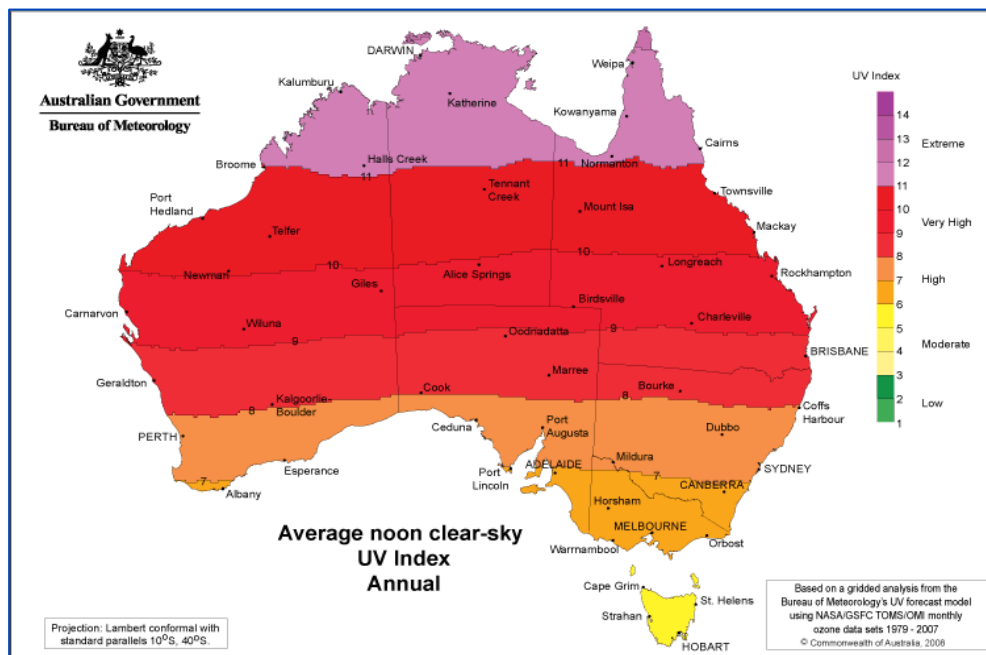 Australian Government
Bureau of Meteorology
DARWIN
Weipa
UV Index
Kalumburu
Katherine
Kowanyama
14
13
Extreme
12
11
Cairns
Broome
Halls Creek
11
11
Normanton
Tennant
Creek
Townsville
Port
Hedland
Mount Isa
Mackay
10
Very High
9
8
Telfer
Newman
10
Alice Springs
10
Longreach
Rockhampton
7
High
6
Giles
Birdsville
Carnarvon
Wiluna
9
Oodnadatta
9
Charleville
BRISBANE
5
Moderate
4
3
Geraldton
Cook
Marree
Bourke
8
Kalgoorlie
Boulder
8
Coffs
Harbour
2
Low
1
PERTH
Ceduna
Port
Augusta
Dubbo
Esperance
Port
Lincoln
ADELAIDE
Mildura
7
SYDNEY
7
Albany
CANBERRA
Horsham
MELBOURNE
Warrnambool
Orbost
Average noon clear-sky
UV Index
Annual
Cape Grim
St. Helens
Strahan
HOBART
Projection: Lambert conformal with
standard parallels 10°S, 40°S.
Based on a gridded analysis from the
Bureau of Meteorology's UV forecast model
using NASA/GSFC TOMS/OMI monthly
ozone data sets 1979 - 2007
© Commonwealth of Australia, 2008